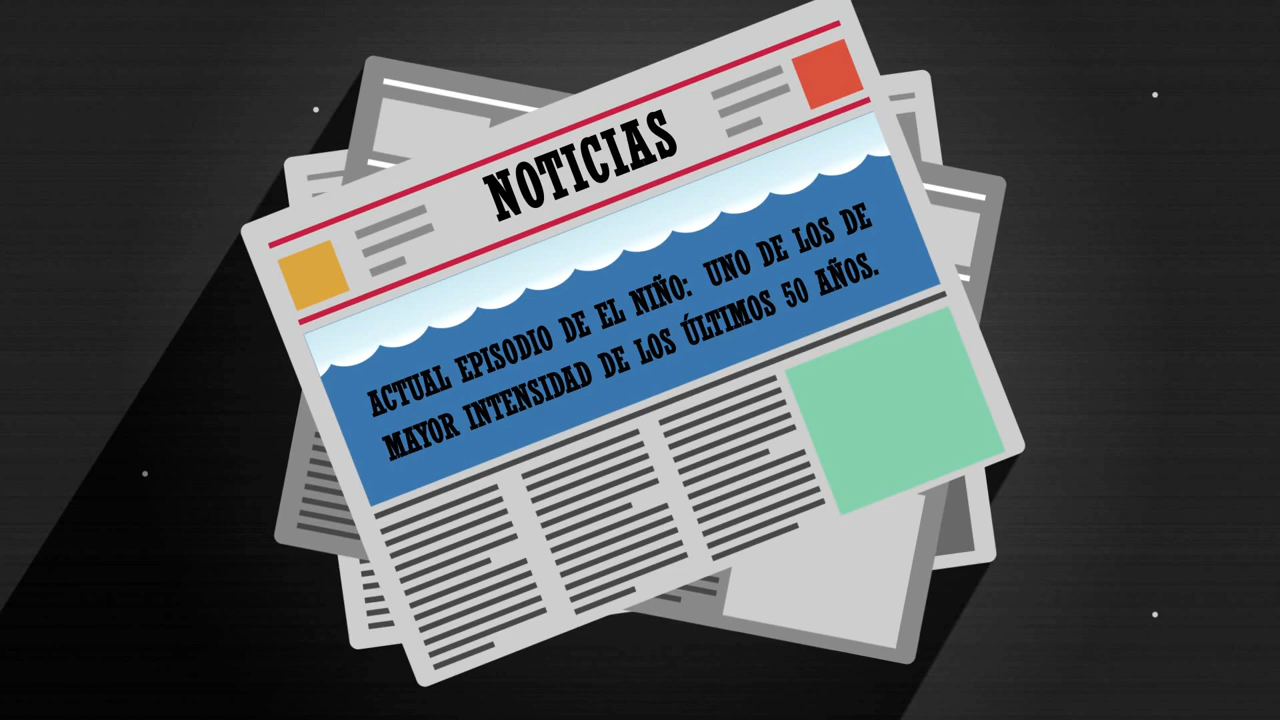 NOTICIAS
ACTUAL EPISODIO DE EL NIÑO: UNO DE LOS DE
MAYOR INTENSIDAD DE LOS ÚLTIMOS 50 AÑOS.